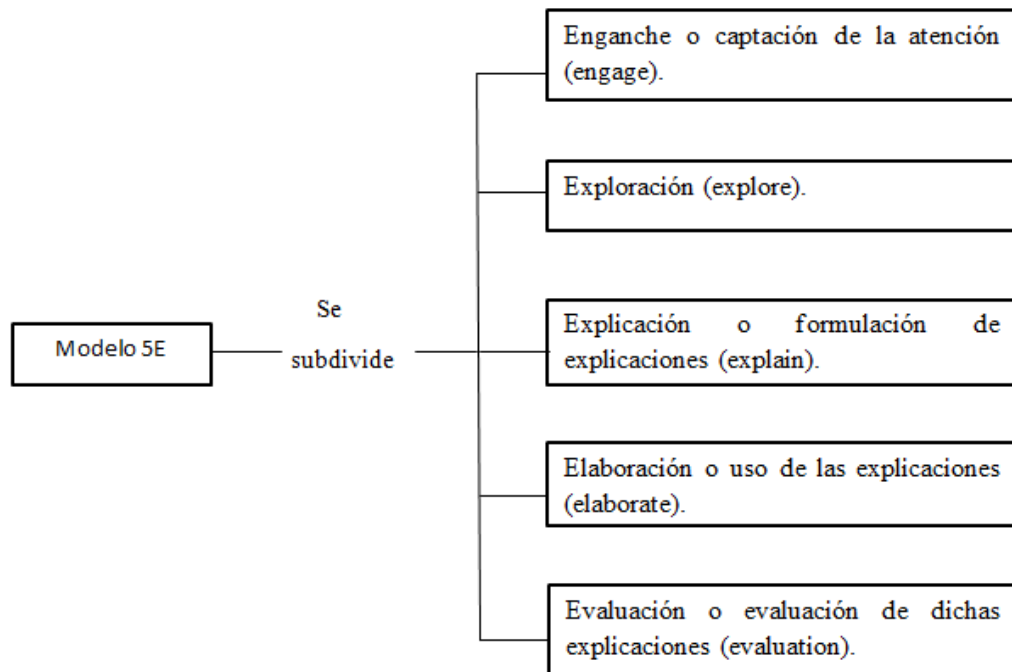 Enganche o captación de la atención
(engage).
Exploración (explore).
Se
subdivide
Modelo 5E
Explicación o formulación de
explicaciones (explain).
Elaboración o uso de las explicaciones
(elaborate).
Evaluación o evaluación de dichas
explicaciones (evaluation).